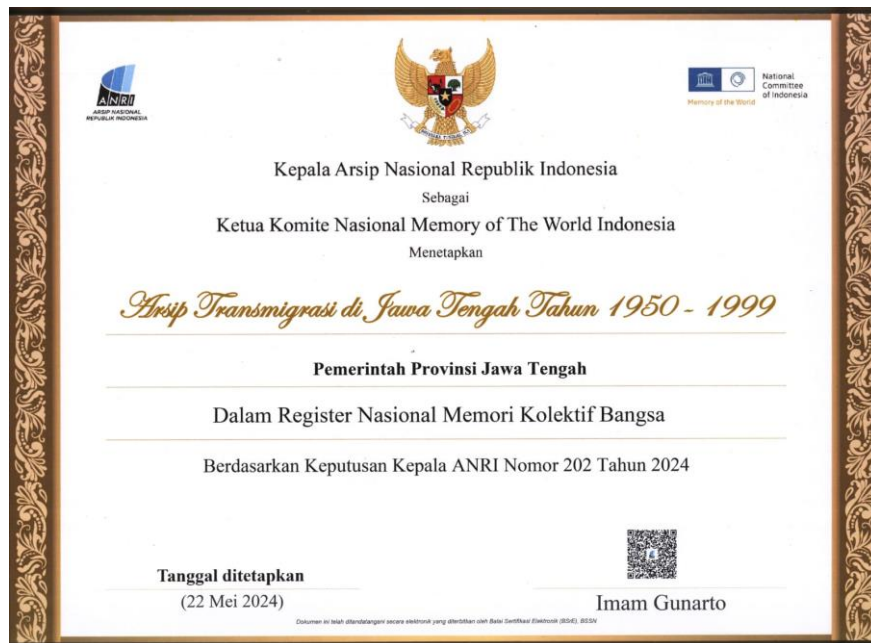 ANRI
ARSIP NASIONAL
REPUBLIK INDONESIA
Memory of the World
National
Committee
of Indonesia
Kepala Arsip Nasional Republik Indonesia
Sebagai
Ketua Komite Nasional Memory of The World Indonesia
Menetapkan
Arsip Transmigrasi di Jawa Tengah Tahun 1950 - 1999
Pemerintah Provinsi Jawa Tengah
Dalam Register Nasional Memori Kolektif Bangsa
Berdasarkan Keputusan Kepala ANRI Nomor 202 Tahun 2024
Tanggal ditetapkan
(22 Mei 2024)
Imam Gunarto
Dokumen ini telah ditandatangani secara elektronik yang diterbitkan oleh Balai Sertifikasi Elektronik (BSrE), BSSN